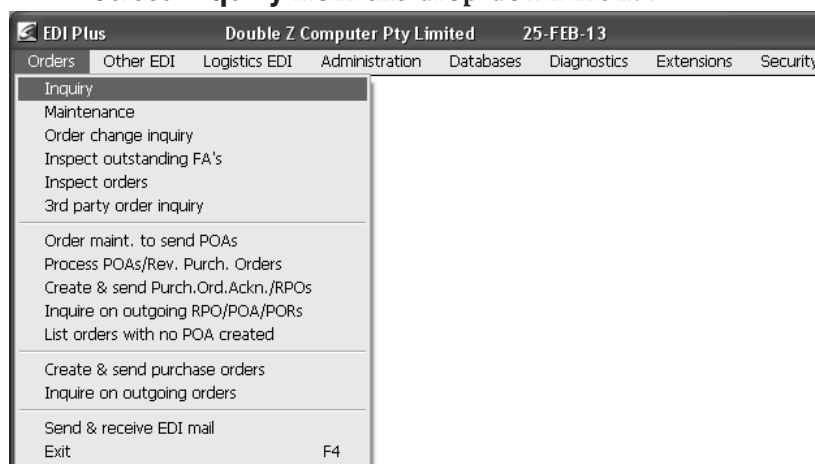 EDI Plus Double Z Computer Pty Limited 25-FEB-13
Orders Other EDI Logistics EDI Administration Databases Diagnostics Extensions Security
Inquiry
Maintenance
Order change inquiry
Inspect outstanding FA's
Inspect orders
3rd party order inquiry
Order maint. to send POAs
Process POAs/Rev. Purch. Orders
Create & send Purch.Ord.Ackn./RPOs
Inquire on outgoing RPO/POA/PORs
List orders with no POA created
Create & send purchase orders
Inquire on outgoing orders
Send & receive EDI mail
Exit F4